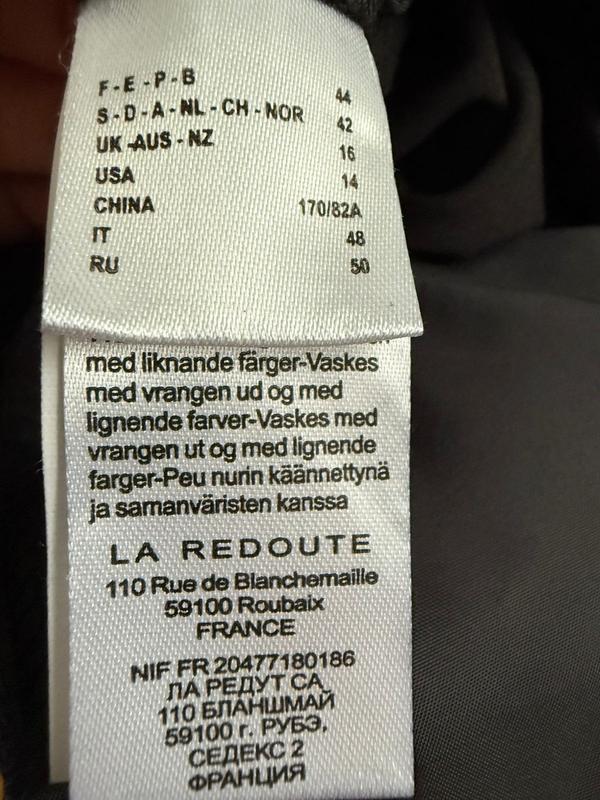 F - E - P - B 44
S - D - A - NL - CH - NOR 42
UK -AUS - NZ 16
USA 14
CHINA 170/82A
IT 48
RU 50
med liknande färger-Vaskes
med vrangen ud og med
lignende farver-Vaskes med
vrangen ut og med lignende
farger-Peu nurin käännettynä
ja samanväristen kanssa
LA REDOUTE
110 Rue de Blanchemaille
59100 Roubaix
FRANCE
NIF FR 20477180186
ЛА РЕДУТ СА,
110 БЛАНШМАЙ
59100 г. РУБЭ,
СЕДЕКС 2
ФРАНЦИЯ